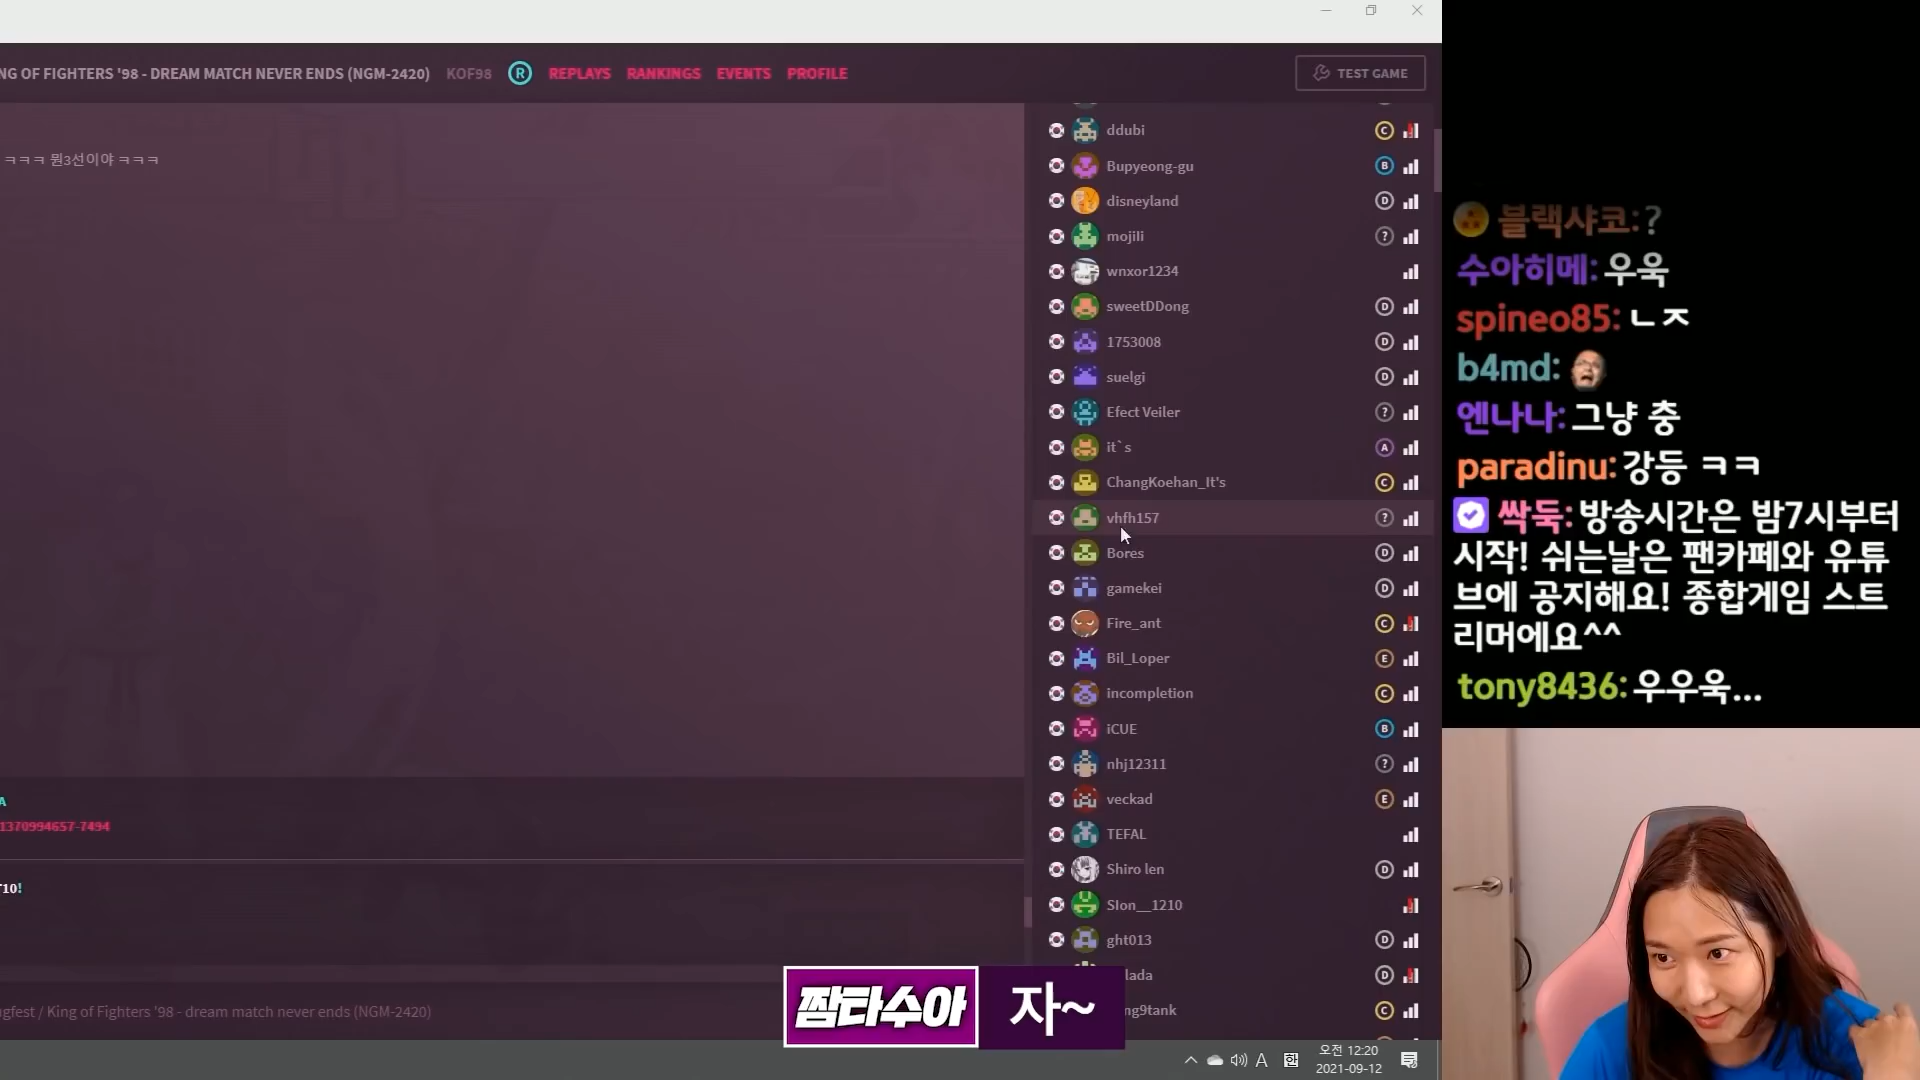 NG OF FIGHTERS '98 - DREAM MATCH NEVER ENDS (NGM-2420) KOF98 R REPLAYS RANKINGS EVENTS PROFILE TEST GAME
ㅋㅋㅋ 뭔3선이야 ㅋㅋㅋ
ddubi C
Bupyeong-gu B
disneyland D
mojili ?
wnxor1234
sweetDDong D
1753008 D
suelgi D
Efect Veiler ?
it`s A
ChangKoehan_It's C
vhfh157 ?
Bores D
gamekei D
Fire_ant C
Bil_Loper E
incompletion C
iCUE B
nhj12311 ?
veckad E
TEFAL
Shiro len D
SIon__1210
ght013 D
lada D
ng9tank C
A
1370994657-7494
10!
gfest / King of Fighters '98 - dream match never ends (NGM-2420)
짬타수아 자~
A 한 오전 12:20
2021-09-12
블랙샤코:?
수아히메: 우욱
spineo85: ㄴㅈ
b4md:
엔나나: 그냥 충
paradinu: 강등 ㅋㅋ
싹둑: 방송시간은 밤7시부터
시작! 쉬는날은 팬카페와 유튜
브에 공지해요! 종합게임 스트
리머에요^^
tony8436: 우우욱...